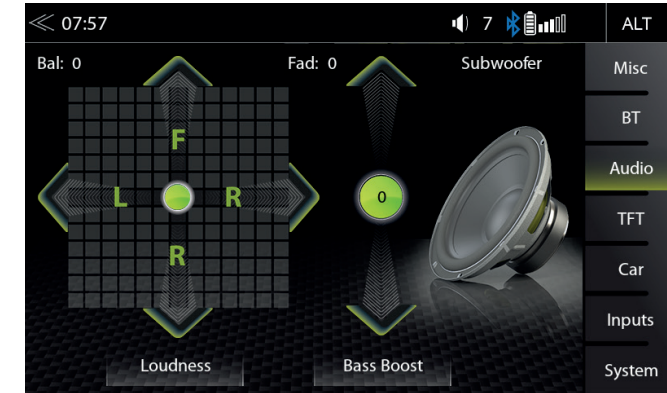 07:57 7 ALT
Bal: 0 Fad: 0 Subwoofer
Misc
BT
Audio
TFT
Car
Inputs
System
F
L R
R
0
Loudness Bass Boost